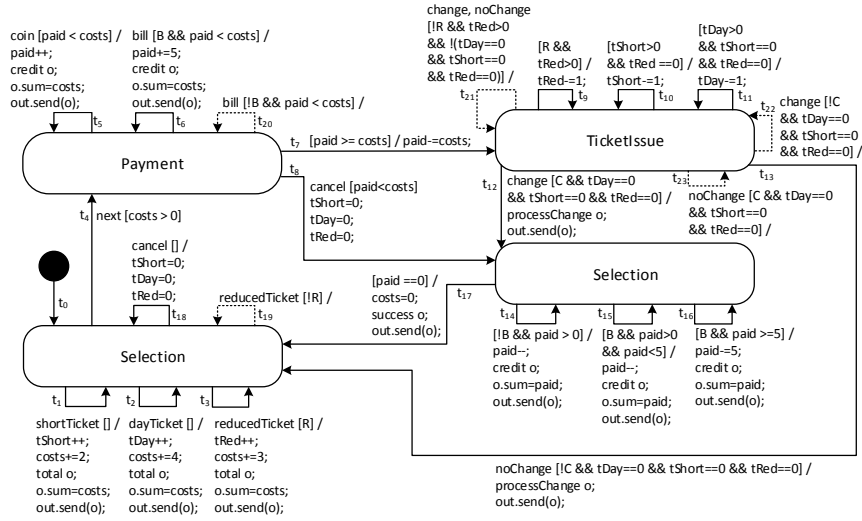 coin [paid < costs] /
paid++;
credit o;
o.sum=costs;
out.send(o);
t5
bill [B && paid < costs] /
paid+=5;
credit o;
o.sum=costs;
out.send(o);
t6
bill [!B && paid < costs] /
t20
Payment
t7 [paid >= costs] / paid-=costs;
t8
cancel [paid<costs]
tShort=0;
tDay=0;
tRed=0;
change, noChange
[!R && tRed>0
&& !(tDay==0
&& tShort==0
&& tRed==0)] /
t21
[R &&
tRed>0] /
tRed-=1;
t9
[tShort>0
&& tRed ==0] /
tShort-=1;
t10
[tDay>0
&& tShort==0
&& tRed==0] /
tDay-=1;
t11
t22
change [!C
&& tDay==0
&& tShort==0
&& tRed==0] /
TicketIssue
t13
t12
change [C && tDay==0
&& tShort==0 && tRed==0] /
processChange o;
out.send(o);
t23
noChange [C && tDay==0
&& tShort==0
&& tRed==0] /
t4
next [costs > 0]
t0
cancel [] /
tShort=0;
tDay=0;
tRed=0;
t18
reducedTicket [!R] /
t19
[paid ==0] /
costs=0;
success o;
out.send(o);
t17
Selection
t14
[!B && paid > 0] /
paid--;
credit o;
o.sum=paid;
out.send(o);
t15
[B && paid>0
&& paid<5] /
paid--;
credit o;
o.sum=paid;
out.send(o);
t16
[B && paid >=5] /
paid-=5;
credit o;
o.sum=paid;
out.send(o);
Selection
t1
shortTicket [] /
tShort++;
costs+=2;
total o;
o.sum=costs;
out.send(o);
t2
dayTicket [] /
tDay++;
costs+=4;
total o;
o.sum=costs;
out.send(o);
t3
reducedTicket [R] /
tRed++;
costs+=3;
total o;
o.sum=costs;
out.send(o);
noChange [!C && tDay==0 && tShort==0 && tRed==0] /
processChange o;
out.send(o);